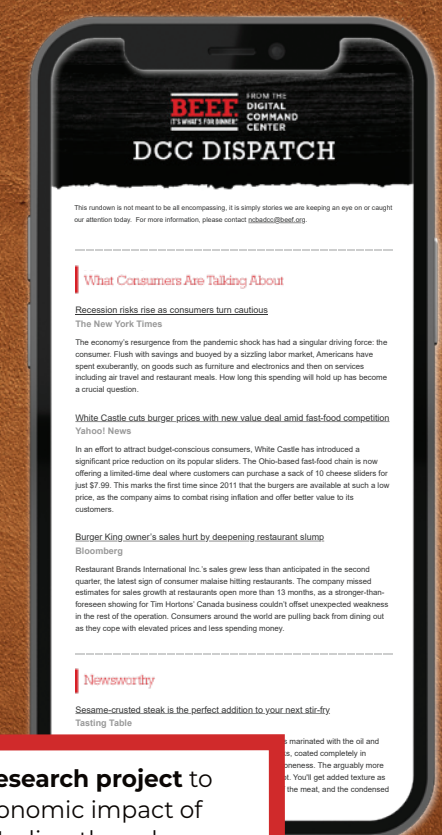 BEEF.
IT'S WHAT'S FOR DINNER.
FROM THE
DIGITAL
COMMAND
CENTER
DCC DISPATCH
This rundown is not meant to be all encompassing, it is simply stories we are keeping an eye on or caught
our attention today. For more information, please contact ncbadcc@beef.org.
What Consumers Are Talking About
Recession risks rise as consumers turn cautious
The New York Times
The economy's resurgence from the pandemic shock has had a singular driving force: the
consumer. Flush with savings and buoyed by a sizzling labor market, Americans have
spent exuberantly, on goods such as furniture and electronics and then on services
including air travel and restaurant meals. How long this spending will hold up has become
a crucial question.
White Castle cuts burger prices with new value deal amid fast-food competition
Yahoo! News
In an effort to attract budget-conscious consumers, White Castle has introduced a
significant price reduction on its popular sliders. The Ohio-based fast-food chain is now
offering a limited-time deal where customers can purchase a sack of 10 cheese sliders for
just $7.99. This marks the first time since 2011 that the burgers are available at such a low
price, as the company aims to combat rising inflation and offer better value to its
customers.
Burger King owner's sales hurt by deepening restaurant slump
Bloomberg
Restaurant Brands International Inc.'s sales grew less than anticipated in the second
quarter, the latest sign of consumer malaise hitting restaurants. The company missed
estimates for sales growth at restaurants open more than 13 months, as a stronger-than-
foreseen showing for Tim Hortons' Canada business couldn't offset unexpected weakness
in the rest of the operation. Consumers around the world are pulling back from dining out
as they cope with elevated prices and less spending money.
Newsworthy
Sesame-crusted steak is the perfect addition to your next stir-fry
Tasting Table
marinated with the oil and
coated completely in
The arguably more
You'll get added texture as
the meat, and the condensed
research project to
economic impact of